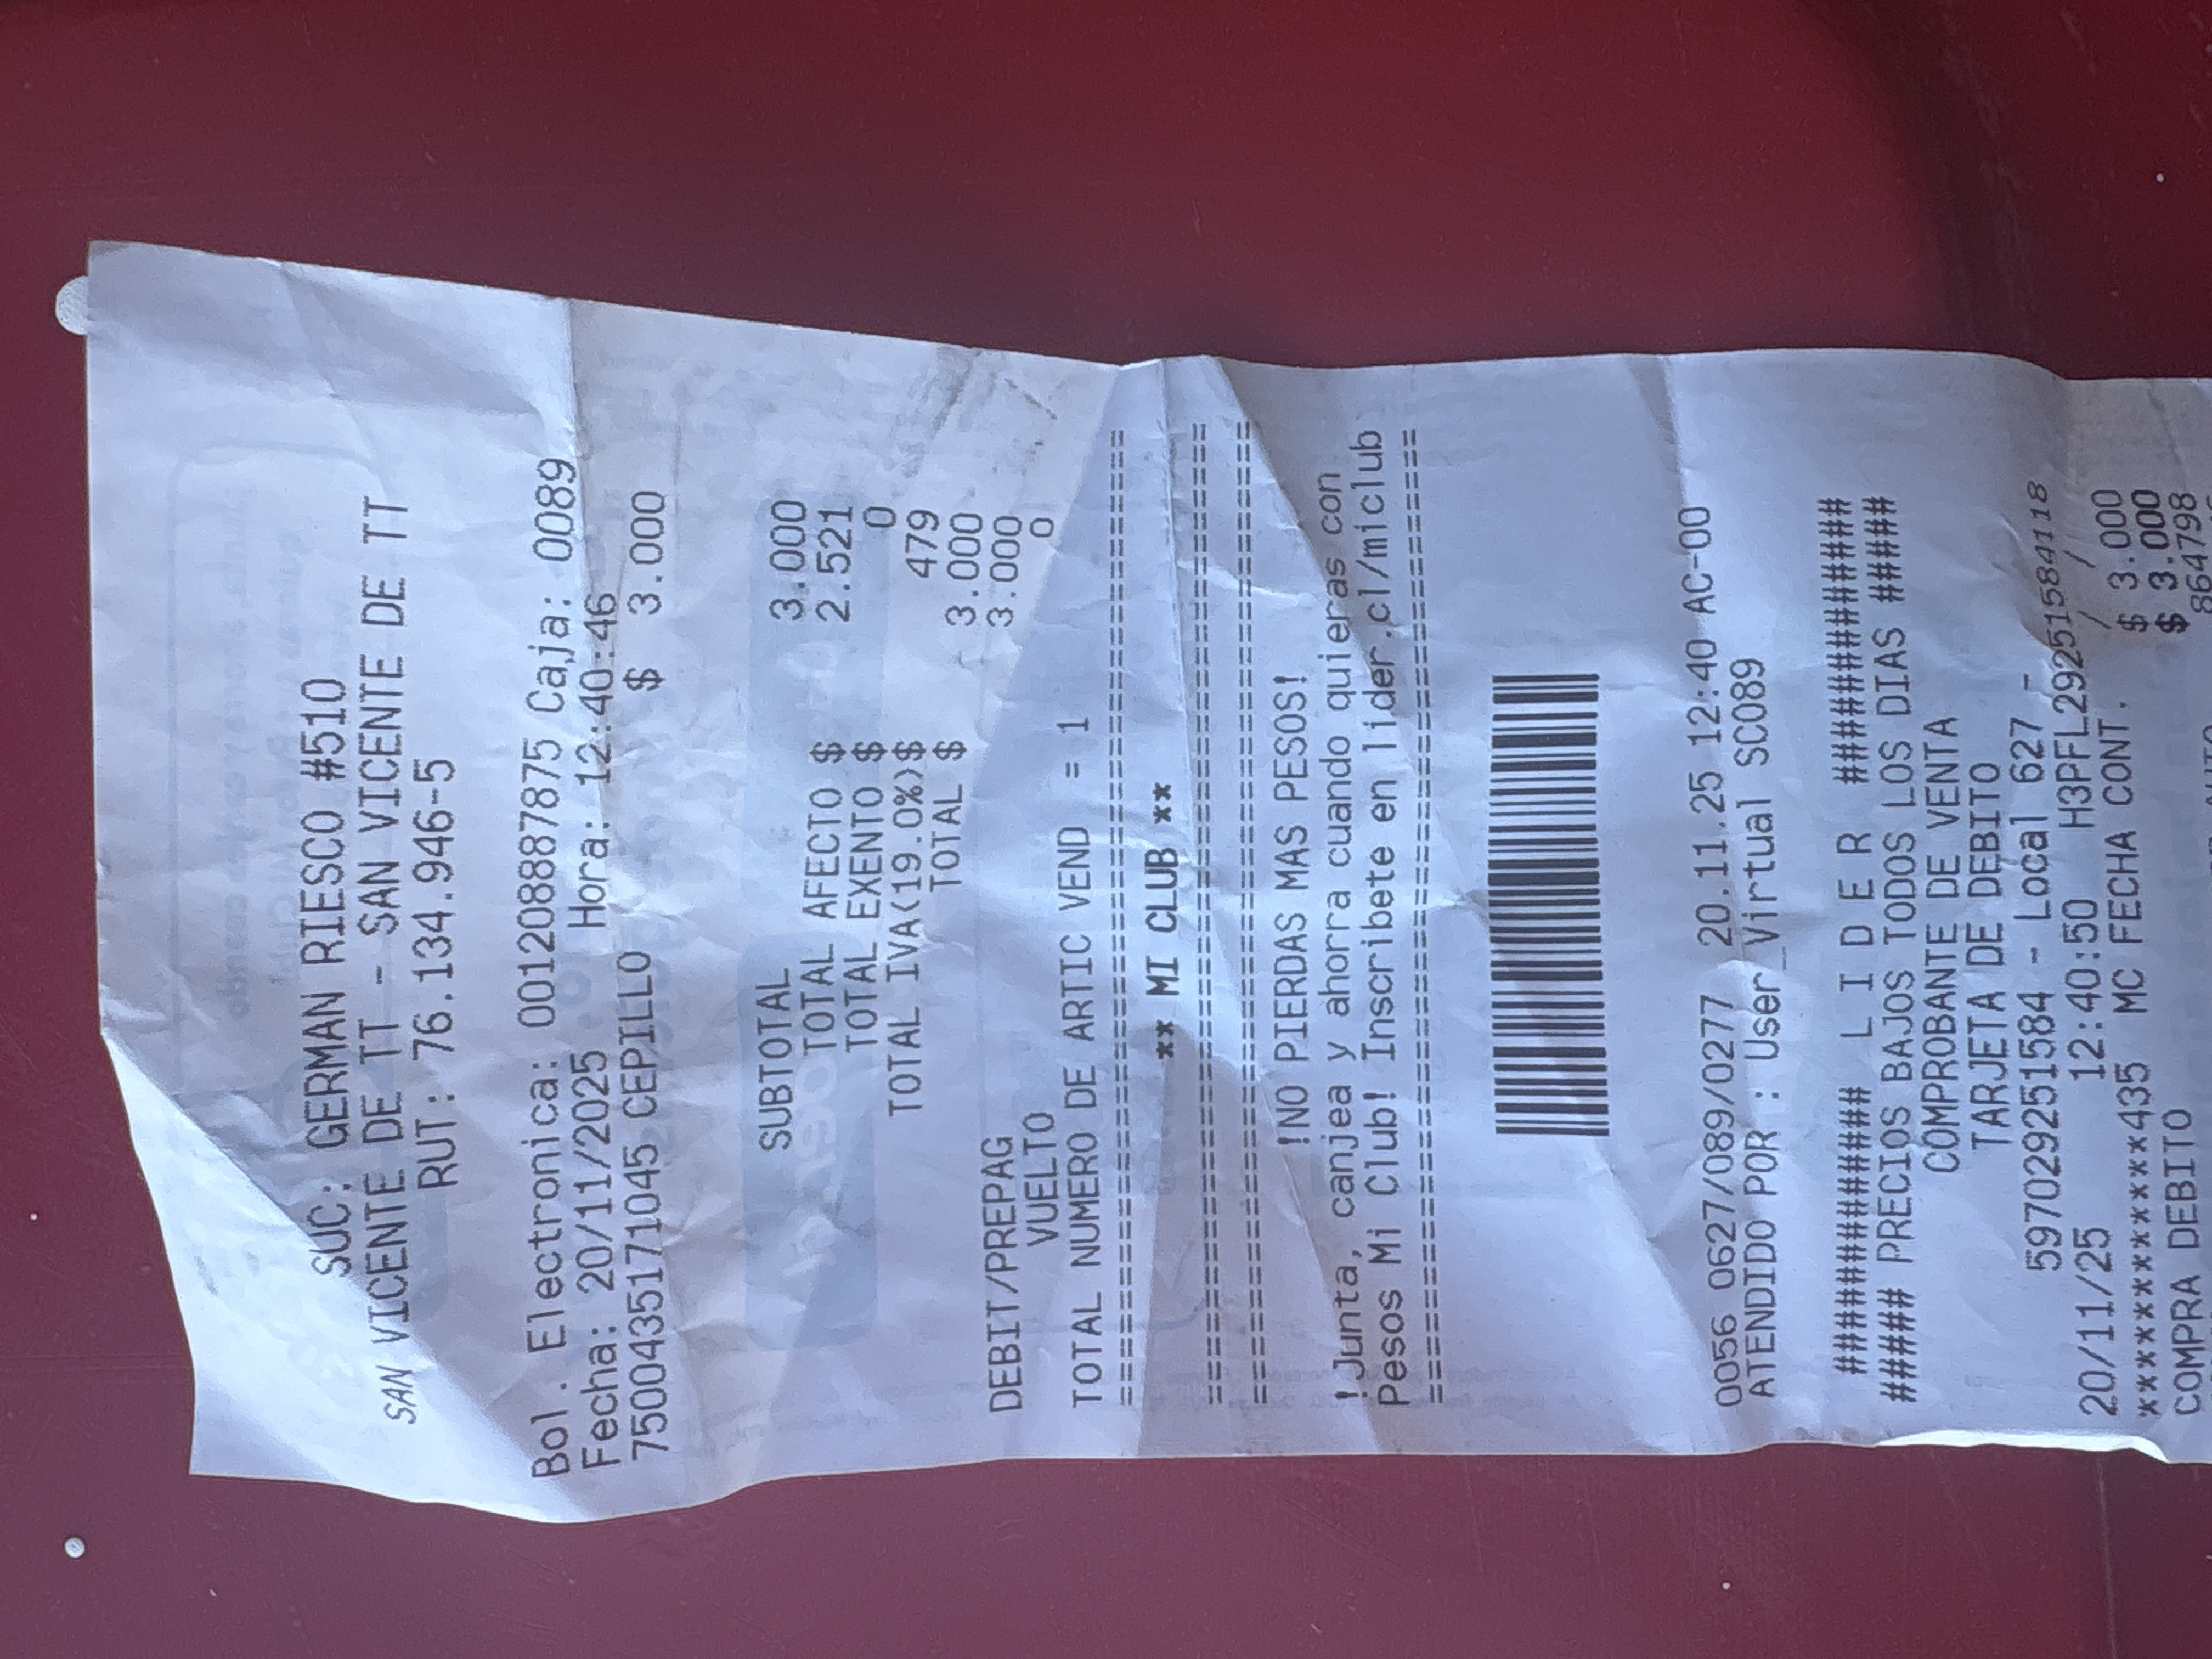 SUC: GERMAN RIESCO #510
SAN VICENTE DE TT - SAN VICENTE DE TT
RUT: 76.134.946-5
Bol. Electronica: 001208887875 Caja: 0089
Fecha: 20/11/2025 Hora: 12:40:46
7500435171045 CEPILLO $ 3.000
SUBTOTAL 3.000
TOTAL AFECTO $ 2.521
TOTAL EXENTO $ 0
TOTAL IVA(19.0%)$ 479
TOTAL $ 3.000
DEBIT/PREPAG 3.000
VUELTO 0
TOTAL NUMERO DE ARTIC VEND = 1
** MI CLUB **
!NO PIERDAS MAS PESOS!
!Junta, canjea y ahorra cuando quieras con
Pesos Mi Club! Inscribete en lider.cl/miclub
0056 0627/089/0277 20.11.25 12:40 AC-00
ATENDIDO POR : User_Virtual SCO89
############ L I D E R ############
##### PRECIOS BAJOS TODOS LOS DIAS #####
COMPROBANTE DE VENTA
TARJETA DE DEBITO
597029251584 - Local 627 -
20/11/25 12:40:50 H3PFL29251584118
***************435 MC FECHA CONT. / /
COMPRA DEBITO $ 3.000
$ 3.000
864798